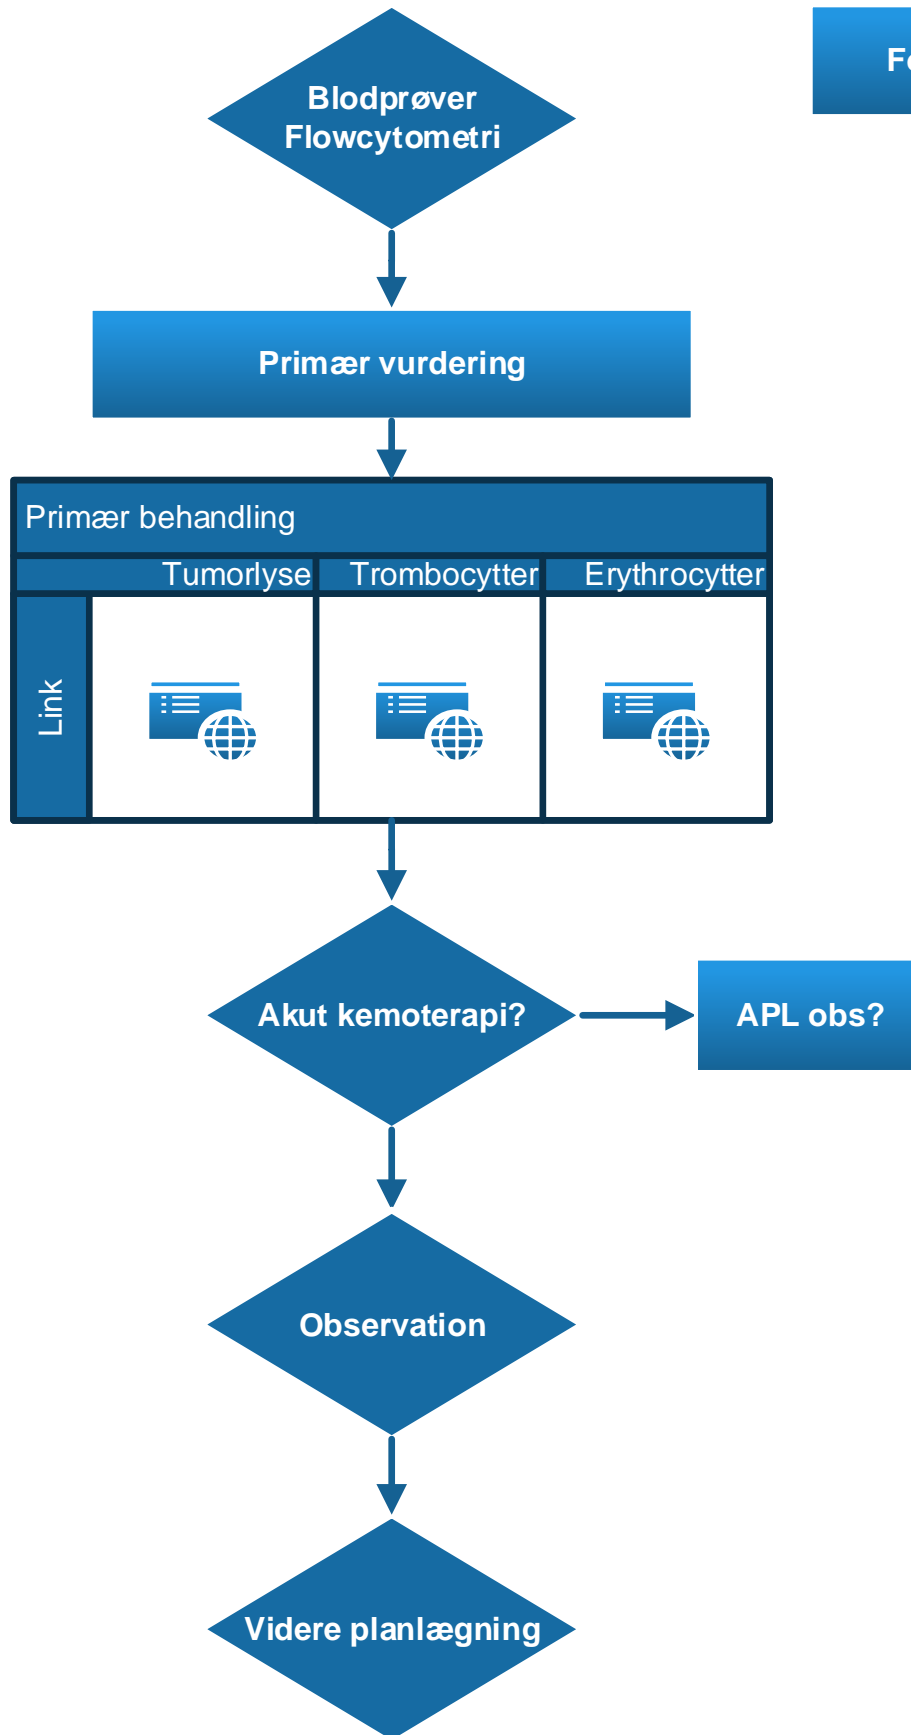 Blodprøver
Flowcytometri
Primær vurdering
Primær behandling
Tumorlyse
Trombocytter
Erythrocytter
Link
Akut kemoterapi?
APL obs?
Observation
Videre planlægning